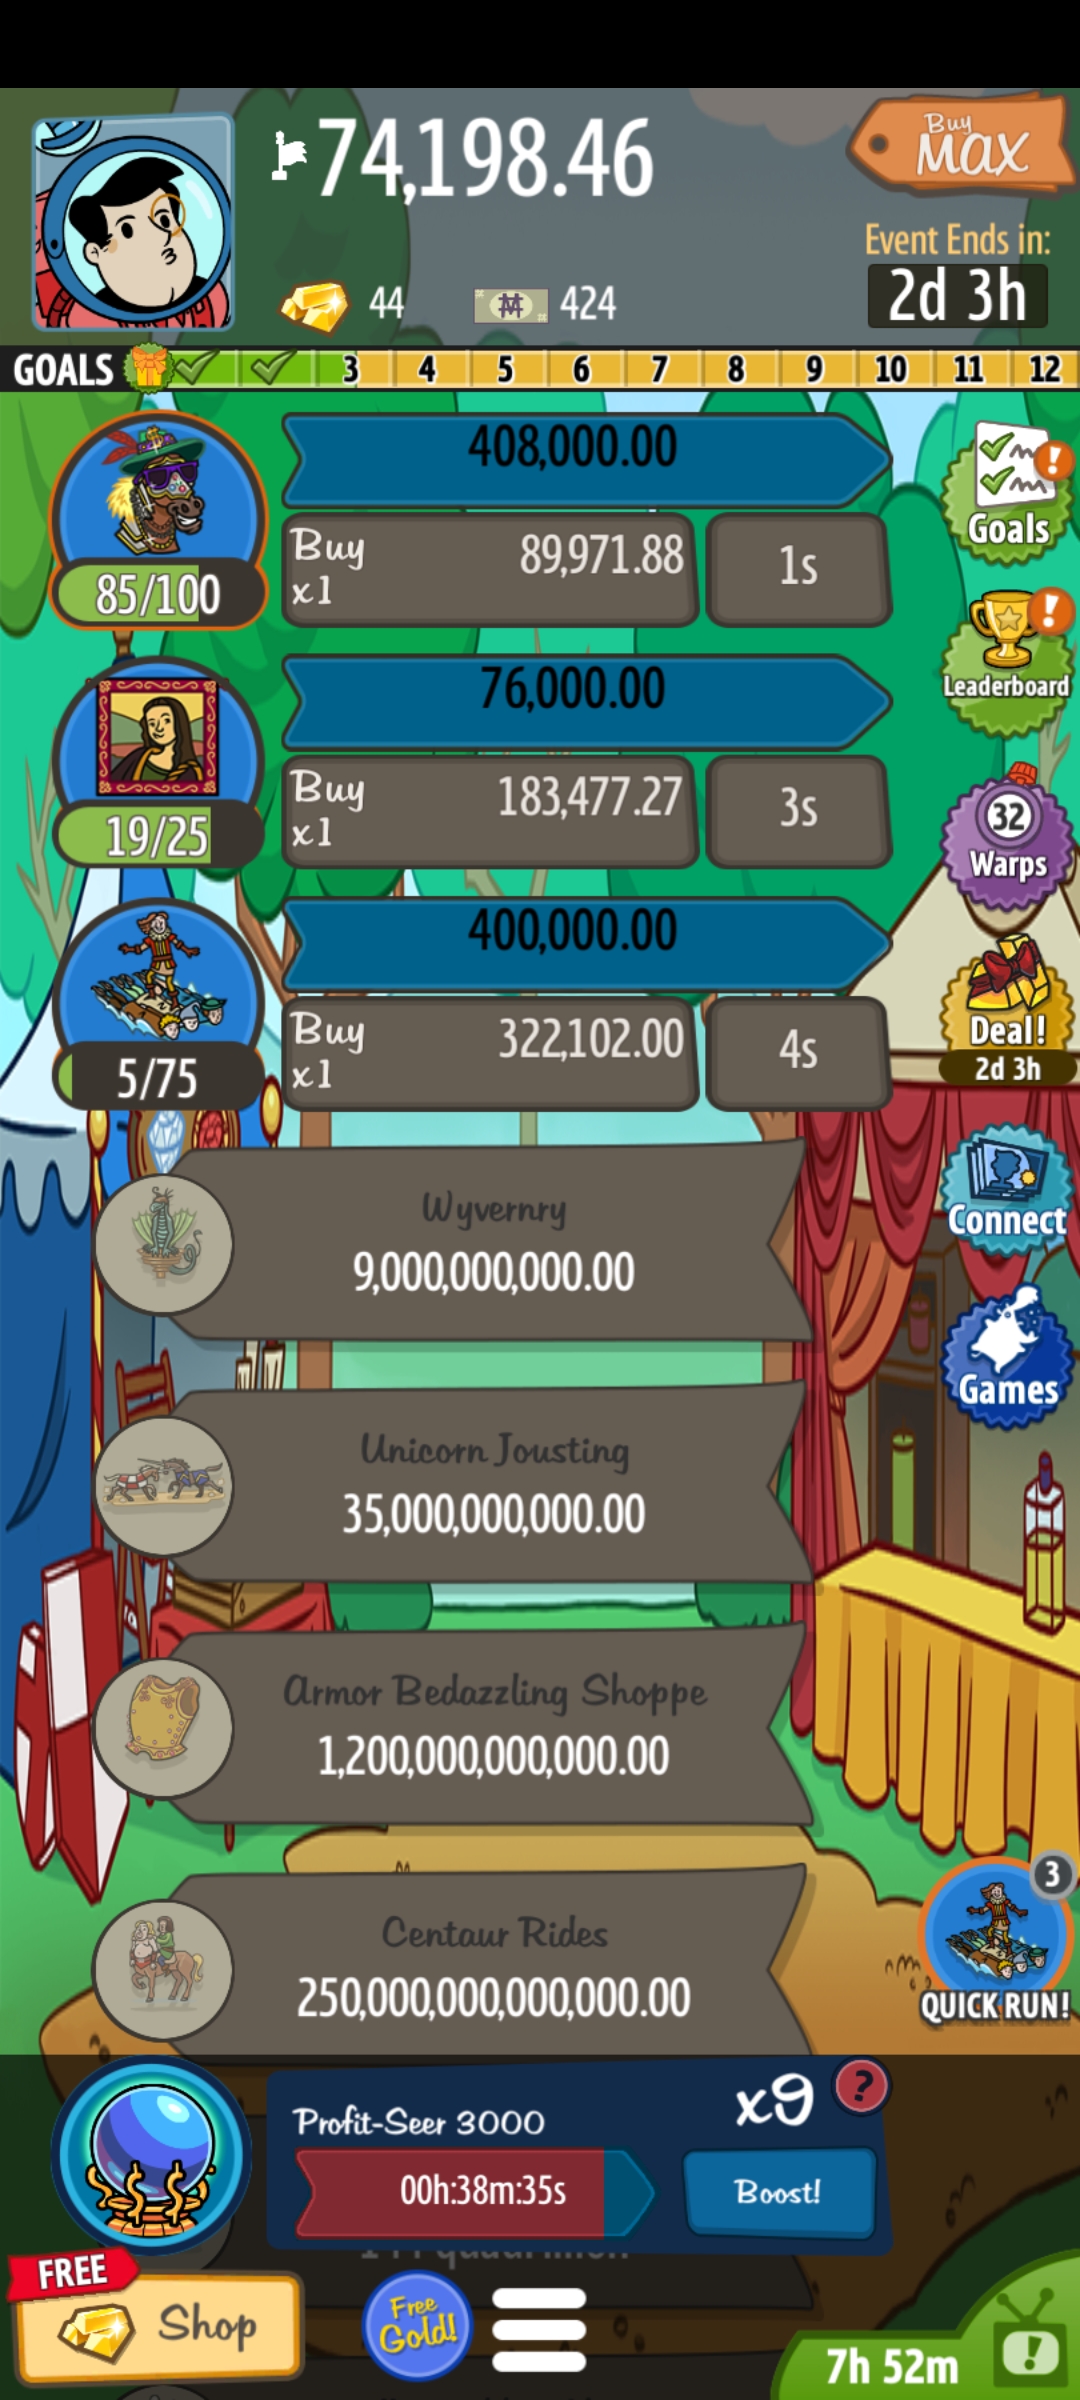 74,198.46
Buy
MAX
Event Ends in:
2d 3h
44
424
GOALS 3 4 5 6 7 8 9 10 11 12
408,000.00
Buy
x1
89,971.88
1s
85/100
Goals
76,000.00
Buy
x1
183,477.27
3s
19/25
Leaderboard
32
Warps
400,000.00
Buy
x1
322,102.00
4s
5/75
Deal!
2d 3h
Wyvernry
9,000,000,000.00
Connect
Games
Unicorn Jousting
35,000,000,000.00
Armor Bedazzling Shoppe
1,200,000,000,000.00
Centaur Rides
250,000,000,000,000.00
3
QUICK RUN!
Profit-Seer 3000
x9
?
00h:38m:35s
Boost!
FREE
Shop
Free
Gold!
7h 52m